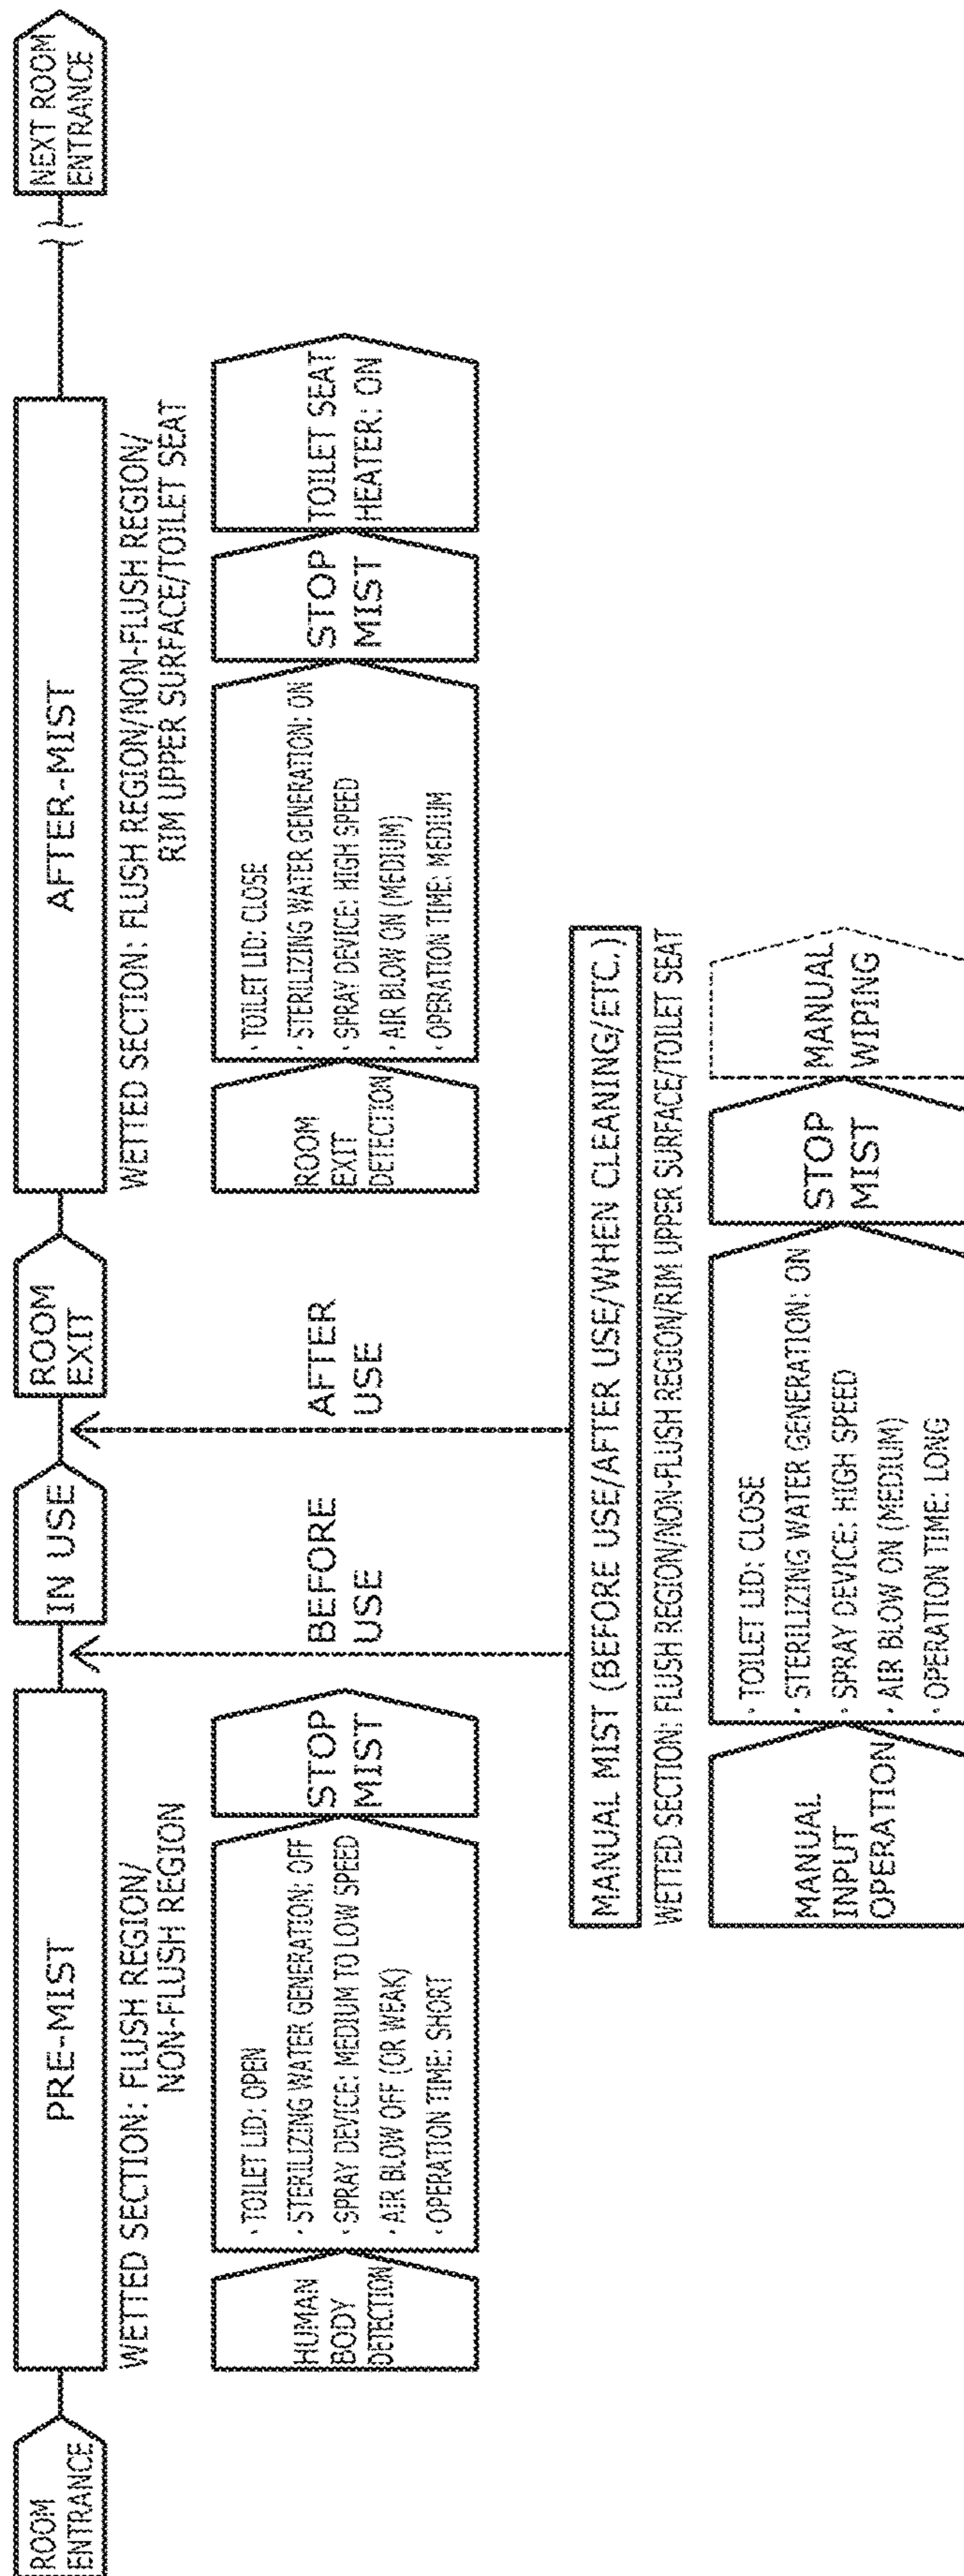 ROOM
ENTRANCE
PRE-MIST
IN USE
ROOM
EXIT
AFTER-MIST
NEXT ROOM
ENTRANCE
WETTED SECTION: FLUSH REGION/
NON-FLUSH REGION
HUMAN
BODY
DETECTION
· TOILET LID: OPEN
· STERILIZING WATER GENERATION: OFF
· SPRAY DEVICE: MEDIUM TO LOW SPEED
· AIR BLOW OFF (OR WEAK)
· OPERATION TIME: SHORT
STOP
MIST
BEFORE
USE
AFTER
USE
WETTED SECTION: FLUSH REGION/NON-FLUSH REGION/
RIM UPPER SURFACE/TOILET SEAT
ROOM
EXIT
DETECTION
· TOILET LID: CLOSE
· STERILIZING WATER GENERATION: ON
· SPRAY DEVICE: HIGH SPEED
· AIR BLOW ON (MEDIUM)
· OPERATION TIME: MEDIUM
STOP
MIST
TOILET SEAT
HEATER: ON
MANUAL MIST (BEFORE USE/AFTER USE/WHEN CLEANING/ETC.)
WETTED SECTION: FLUSH REGION/NON-FLUSH REGION/RIM UPPER SURFACE/TOILET SEAT
MANUAL
INPUT
OPERATION
· TOILET LID: CLOSE
· STERILIZING WATER GENERATION: ON
· SPRAY DEVICE: HIGH SPEED
· AIR BLOW ON (MEDIUM)
· OPERATION TIME: LONG
STOP
MIST
MANUAL
WIPING